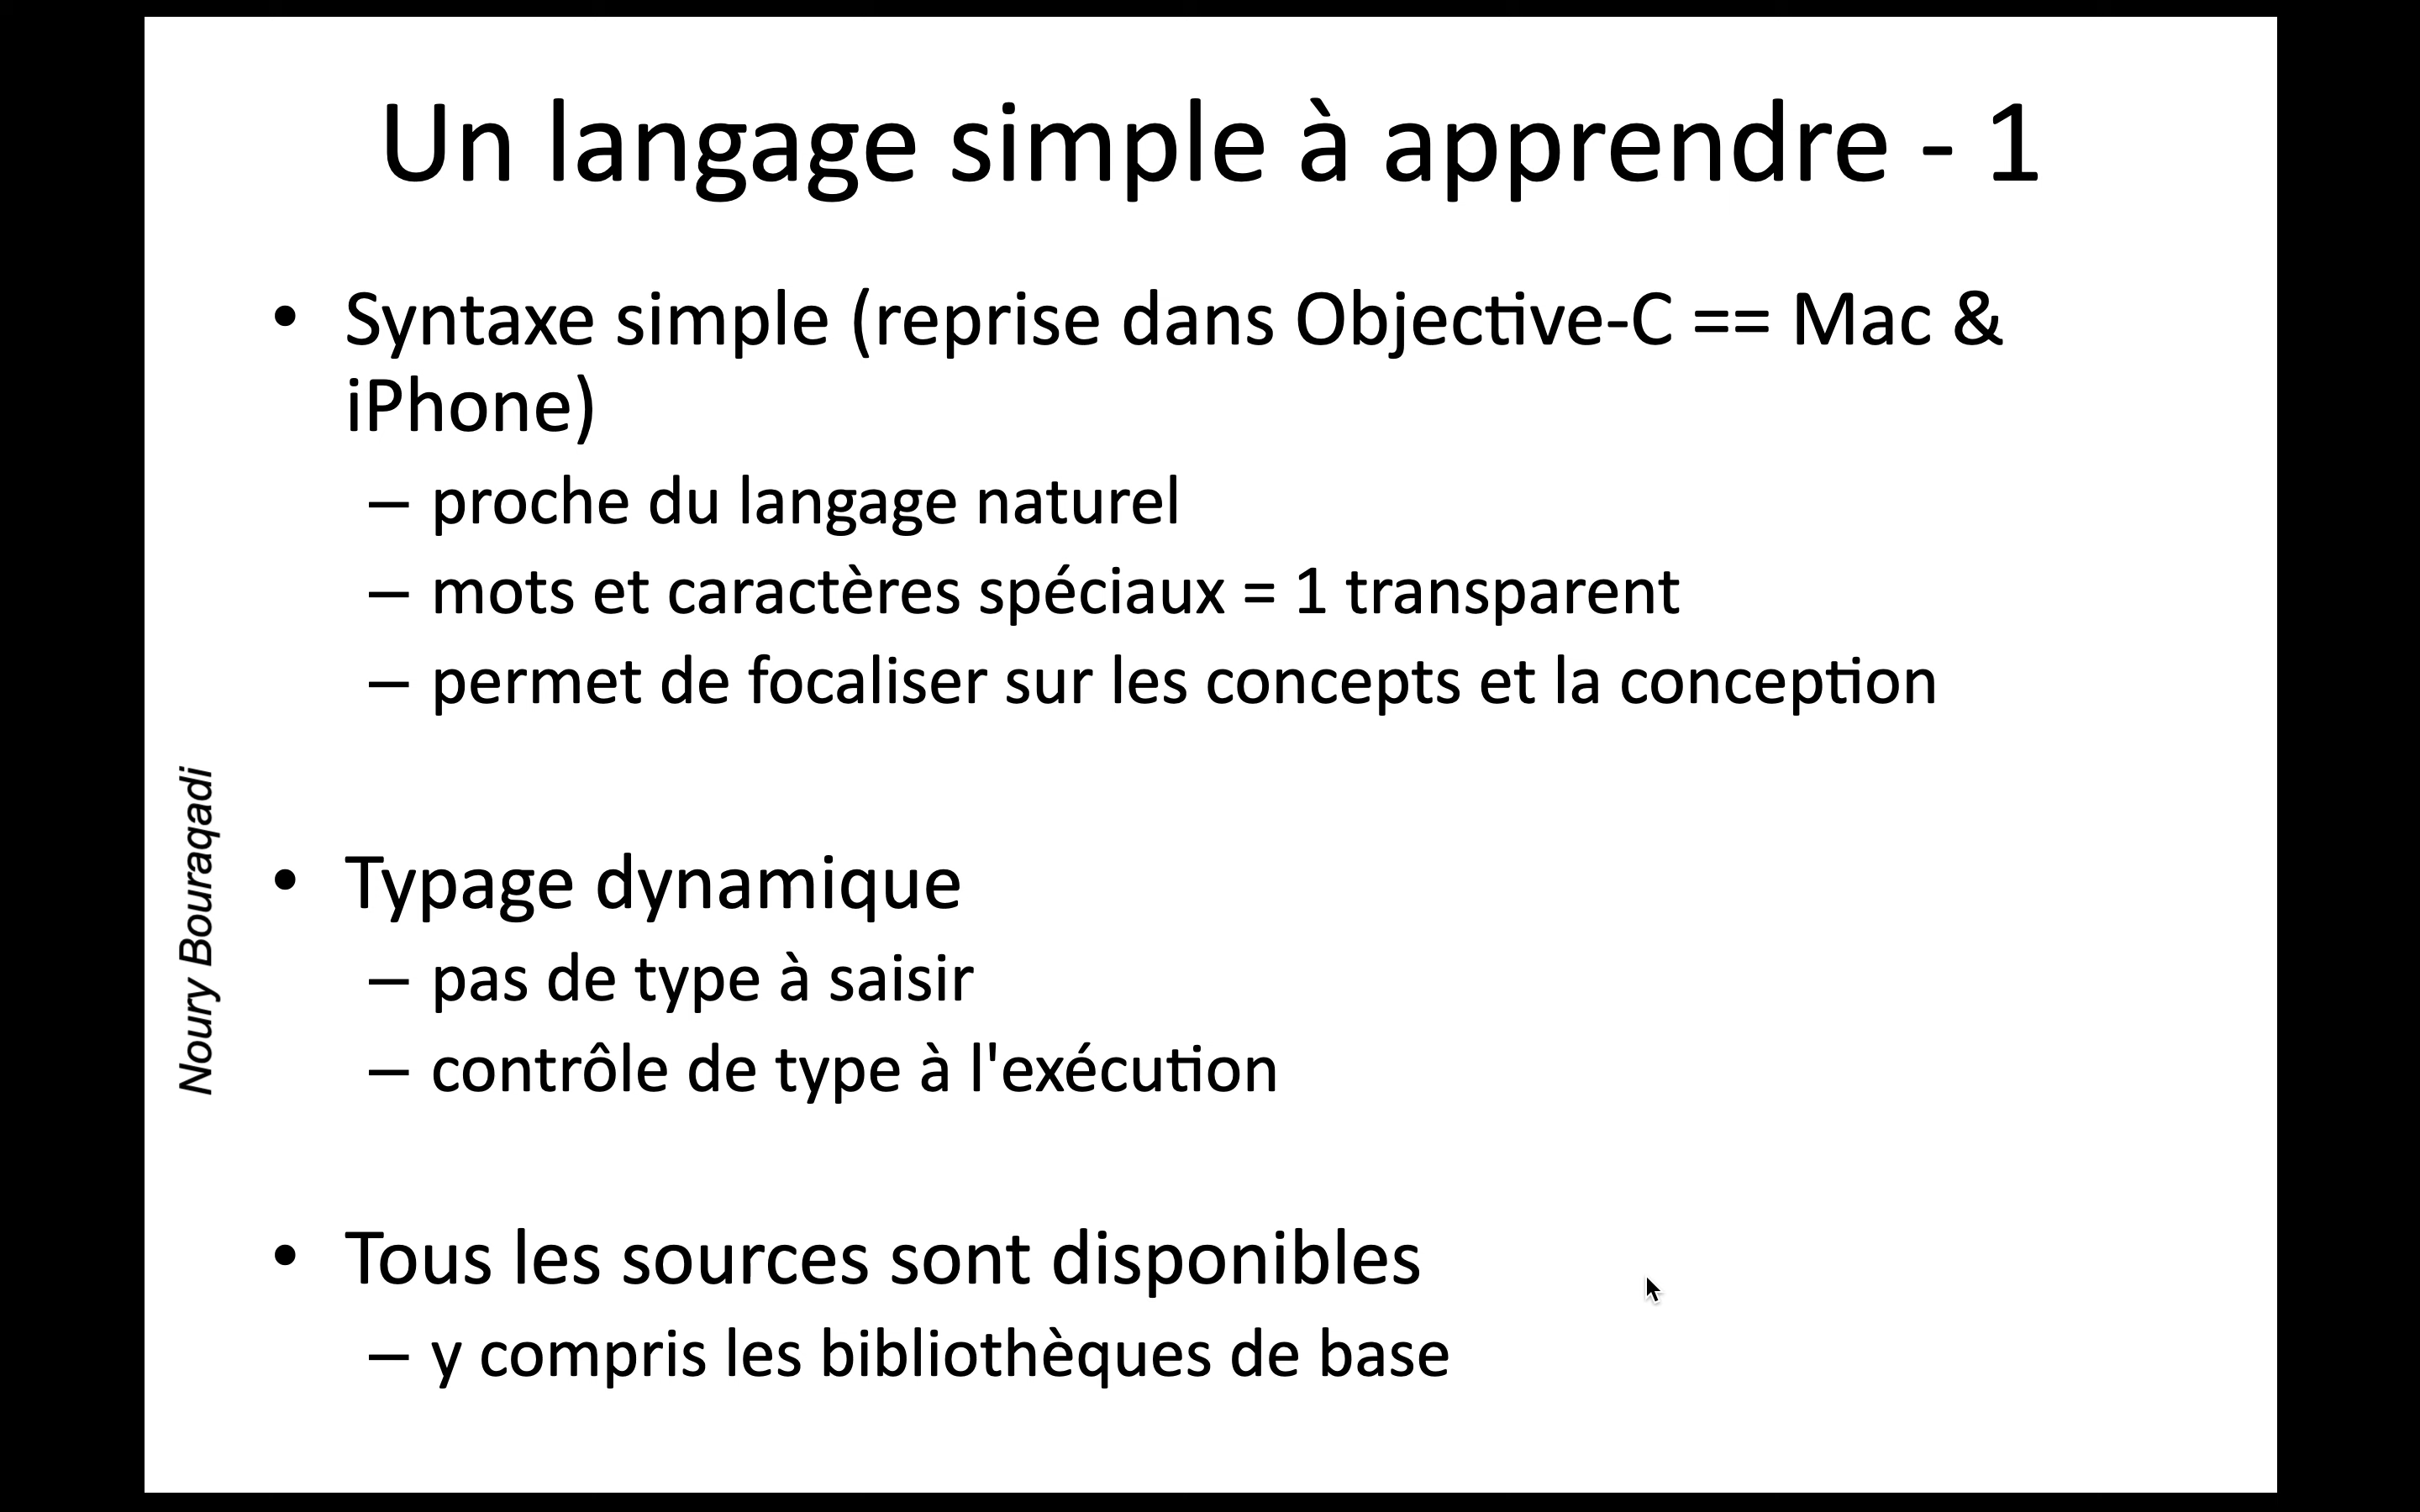 Un langage simple à apprendre - 1
• Syntaxe simple (reprise dans Objective-C == Mac &
iPhone)
– proche du langage naturel
– mots et caractères spéciaux = 1 transparent
– permet de focaliser sur les concepts et la conception
• Typage dynamique
– pas de type à saisir
– contrôle de type à l'exécution
• Tous les sources sont disponibles
– y compris les bibliothèques de base
Noury Bouraqadi